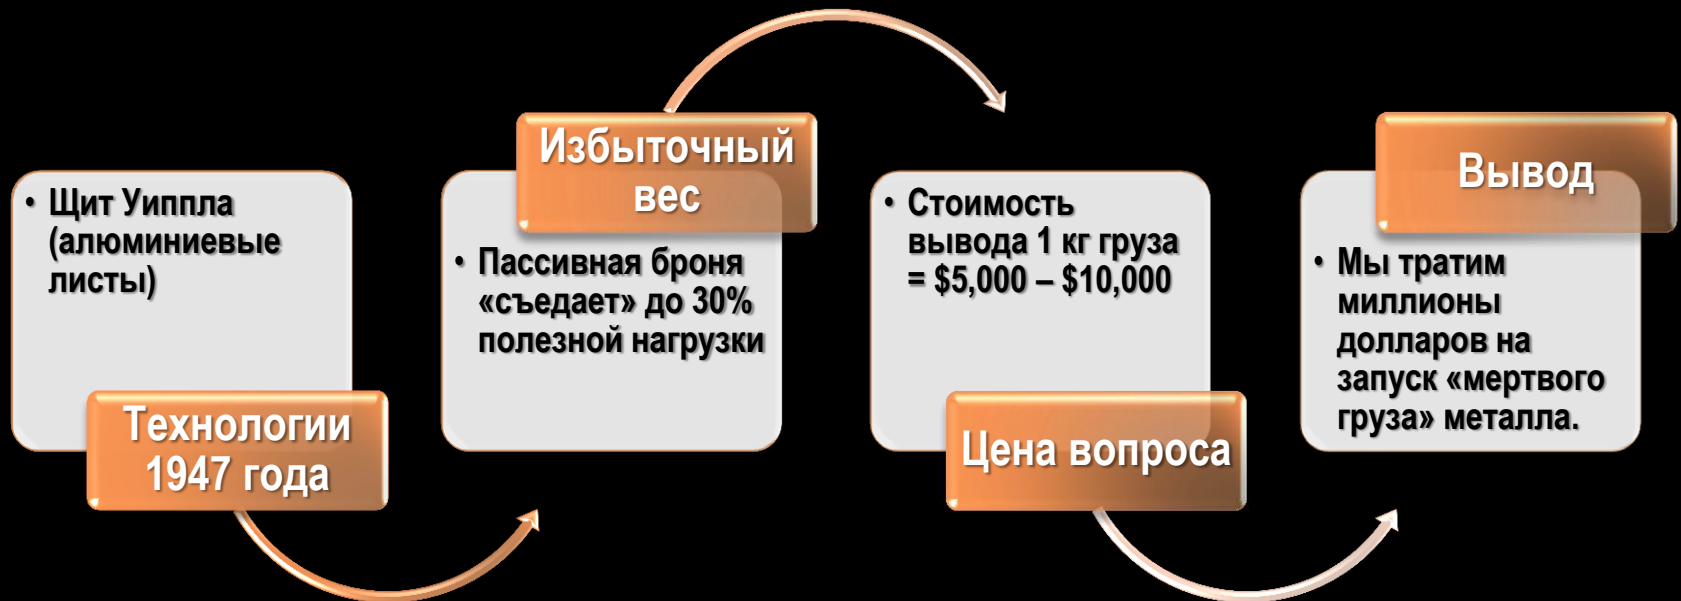 • Щит Уиппла
(алюминиевые
листы)
Технологии
1947 года
Избыточный
вес
• Пассивная броня
«съедает» до 30%
полезной нагрузки
• Стоимость
вывода 1 кг груза
= $5,000 – $10,000
Цена вопроса
Вывод
• Мы тратим
миллионы
долларов на
запуск «мертвого
груза» металла.